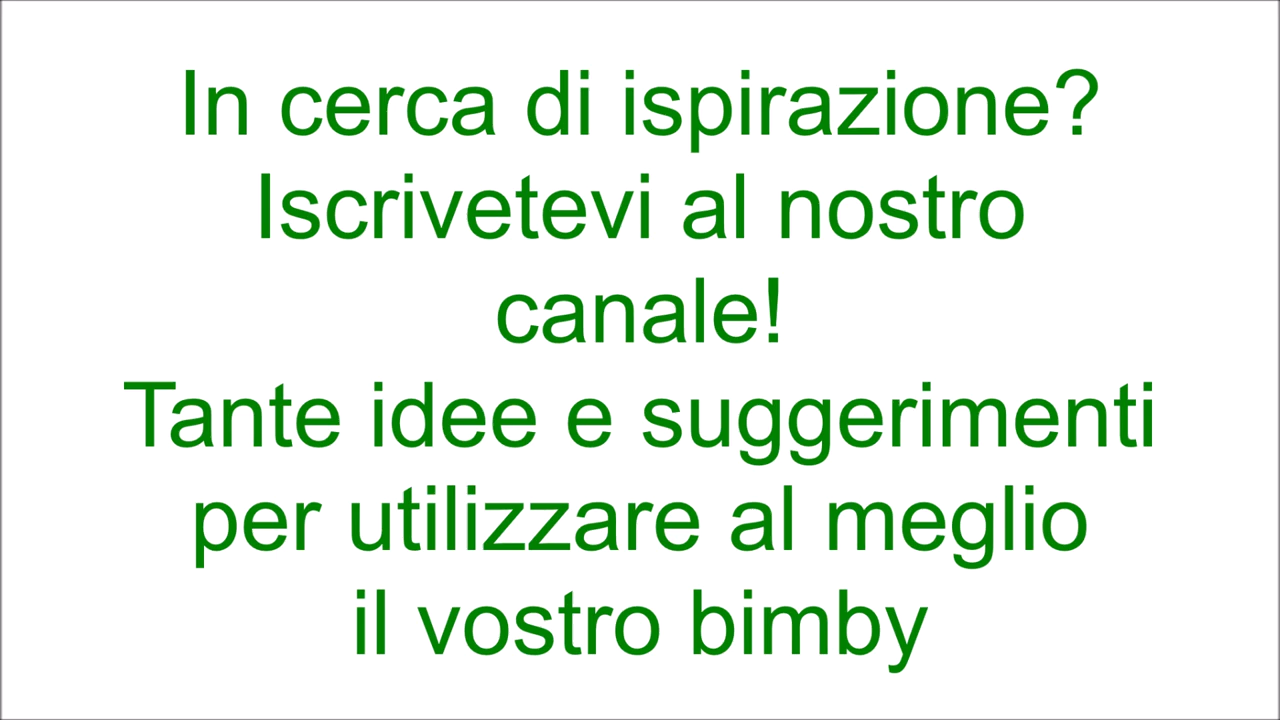 In cerca di ispirazione?
Iscrivetevi al nostro
canale!
Tante idee e suggerimenti
per utilizzare al meglio
il vostro bimby